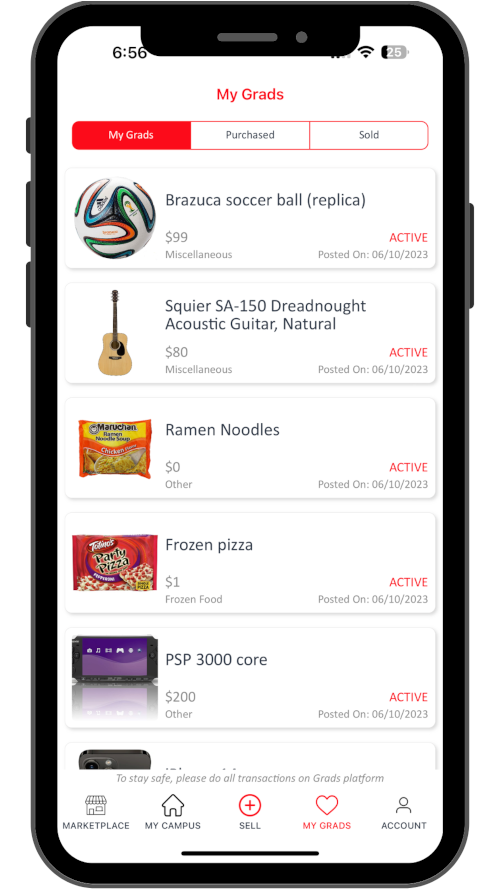 6:56
25
My Grads
My Grads
Purchased
Sold
Brazuca soccer ball (replica)
$99
ACTIVE
Miscellaneous
Posted On: 06/10/2023
Squier SA-150 Dreadnought
Acoustic Guitar, Natural
$80
ACTIVE
Miscellaneous
Posted On: 06/10/2023
Maruchan
Ramen
Noodle Soup
Chicken
Ramen Noodles
$0
ACTIVE
Other
Posted On: 06/10/2023
Totino's
Party
Pizza
Frozen pizza
$1
ACTIVE
Frozen Food
Posted On: 06/10/2023
PSP 3000 core
$200
ACTIVE
Other
Posted On: 06/10/2023
To stay safe, please do all transactions on Grads platform
MARKETPLACE
MY CAMPUS
SELL
MY GRADS
ACCOUNT